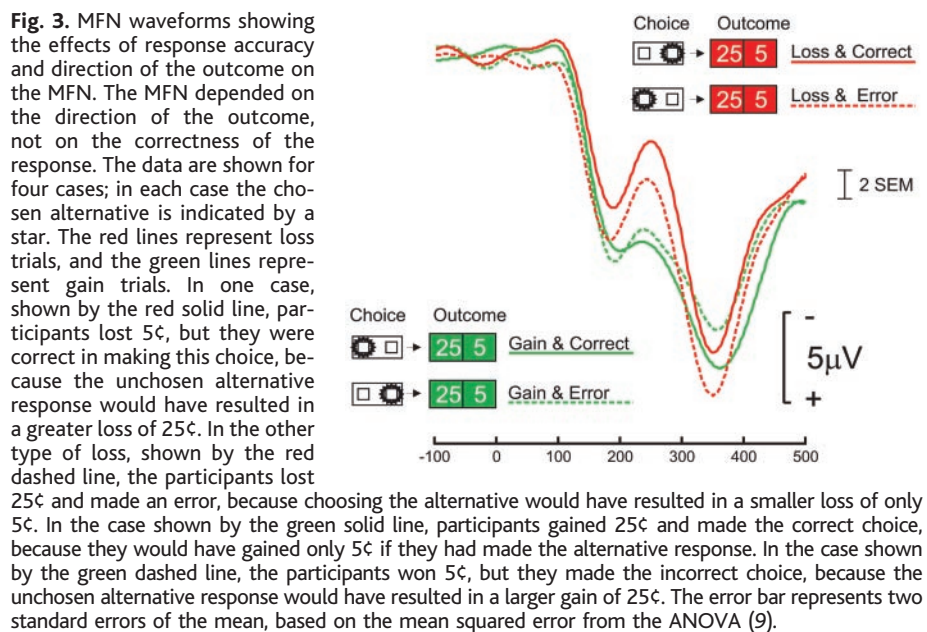 Fig. 3. MFN waveforms showing
the effects of response accuracy
and direction of the outcome on
the MFN. The MFN depended on
the direction of the outcome,
not on the correctness of the
response. The data are shown for
four cases; in each case the cho-
sen alternative is indicated by a
star. The red lines represent loss
trials, and the green lines repre-
sent gain trials. In one case,
shown by the red solid line, par-
ticipants lost 5¢, but they were
correct in making this choice, be-
cause the unchosen alternative
response would have resulted in
a greater loss of 25¢. In the other
type of loss, shown by the red
dashed line, the participants lost
25¢ and made an error, because choosing the alternative would have resulted in a smaller loss of only
5¢. In the case shown by the green solid line, participants gained 25¢ and made the correct choice,
because they would have gained only 5¢ if they had made the alternative response. In the case shown
by the green dashed line, the participants won 5¢, but they made the incorrect choice, because the
unchosen alternative response would have resulted in a larger gain of 25¢. The error bar represents two
standard errors of the mean, based on the mean squared error from the ANOVA (9).
Choice Outcome
25 5 Loss & Correct
25 5 Loss & Error
2 SEM
Choice Outcome
25 5 Gain & Correct
25 5 Gain & Error
-
5µV
+
-100 0 100 200 300 400 500